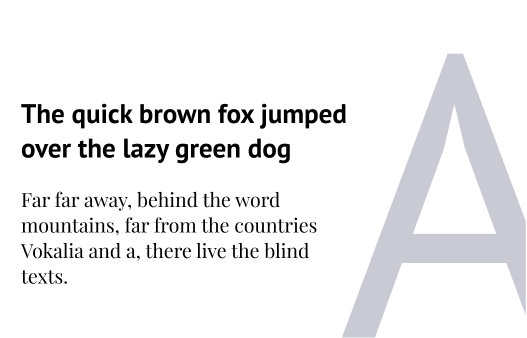 The quick brown fox jumped
over the lazy green dog
Far far away, behind the word
mountains, far from the countries
Vokalia and a, there live the blind
texts.
A